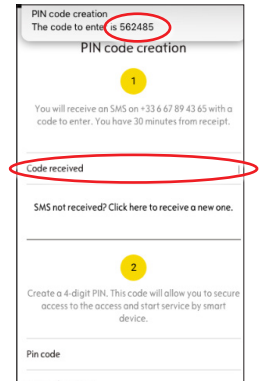 PIN code creation
The code to enter is 562485
PIN code creation
1
You will receive an SMS on +33 6 67 89 43 65 with a
code to enter. You have 30 minutes from receipt.
Code received
SMS not received? Click here to receive a new one.
2
Create a 4-digit PIN. This code will allow you to secure
access to the access and start service by smart
device.
Pin code